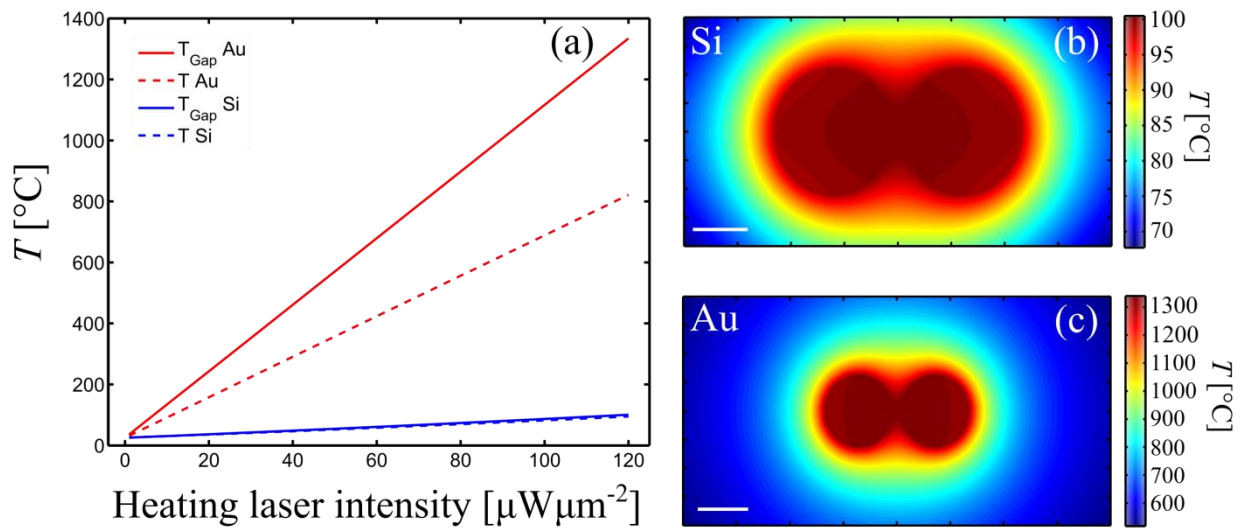 (a)
T_Gap Au
T Au
T_Gap Si
T Si
T [°C]
1400
1200
1000
800
600
400
200
0
0 20 40 60 80 100 120
Heating laser intensity [μWμm⁻²]
Si (b)
100
95
90
85
80
75
70
T [°C]
Au (c)
1300
1200
1100
1000
900
800
700
600
T [°C]